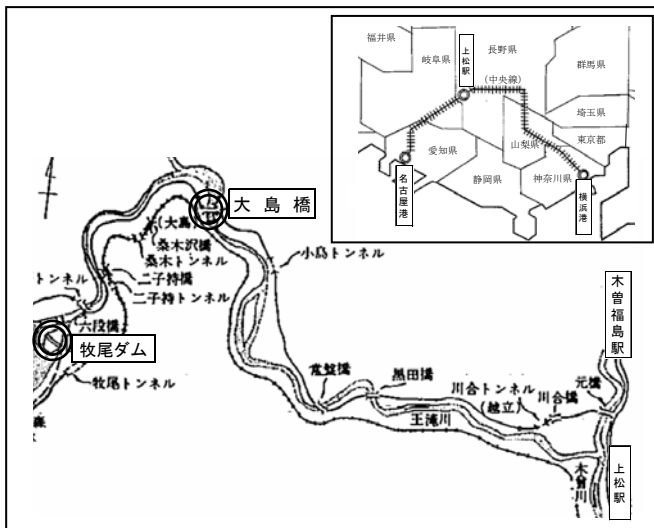 福井県
岐阜県
上松駅
長野県
(中央線)
群馬県
埼玉県
東京都
山梨県
神奈川県
愛知県
静岡県
名古屋港
横浜港
大島橋
(大島)
桑木沢橋
桑木トンネル
二子持橋
二子持トンネル
トンネル
六段橋
牧尾ダム
牧尾トンネル
小島トンネル
常盤橋
黒田橋
王滝川
川合トンネル
(越立)
川合橋
元橋
木曽福島駅
上松駅
木曾川